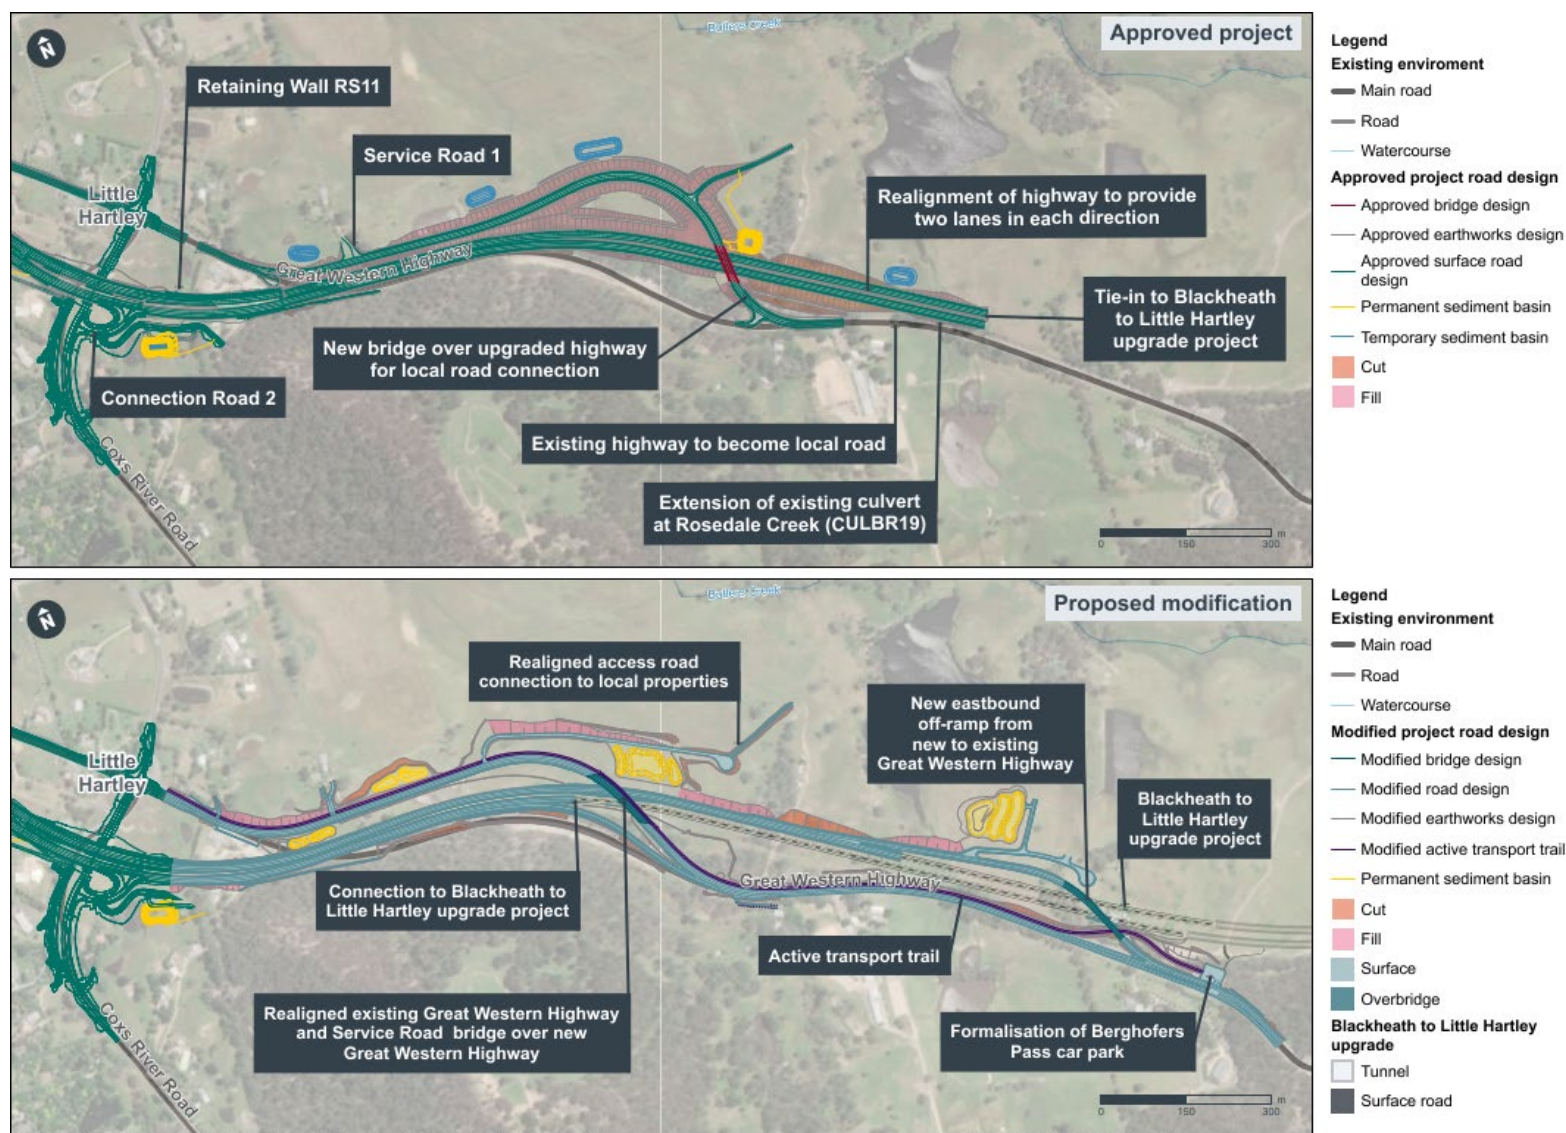 Butlers Creek
Approved project
N
Retaining Wall RS11
Service Road 1
Little
Hartley
Realignment of highway to provide
two lanes in each direction
Great Western Highway
Tie-in to Blackheath
to Little Hartley
upgrade project
New bridge over upgraded highway
for local road connection
Connection Road 2
Existing highway to become local road
Coxs River Road
Extension of existing culvert
at Rosedale Creek (CULBR19)
0 150 300 m
Legend
Existing enviroment
Main road
Road
Watercourse
Approved project road design
Approved bridge design
Approved earthworks design
Approved surface road
design
Permanent sediment basin
Temporary sediment basin
Cut
Fill
Butlers Creek
Proposed modification
N
Realigned access road
connection to local properties
New eastbound
off-ramp from
new to existing
Great Western Highway
Little
Hartley
Blackheath to
Little Hartley
upgrade project
Great Western Highway
Connection to Blackheath to
Little Hartley upgrade project
Active transport trail
Realigned existing Great Western Highway
and Service Road bridge over new
Great Western Highway
Formalisation of Berghofers
Pass car park
Coxs River Road
0 150 300 m
Legend
Existing environment
Main road
Road
Watercourse
Modified project road design
Modified bridge design
Modified road design
Modified earthworks design
Modified active transport trail
Permanent sediment basin
Cut
Fill
Surface
Overbridge
Blackheath to Little Hartley
upgrade
Tunnel
Surface road